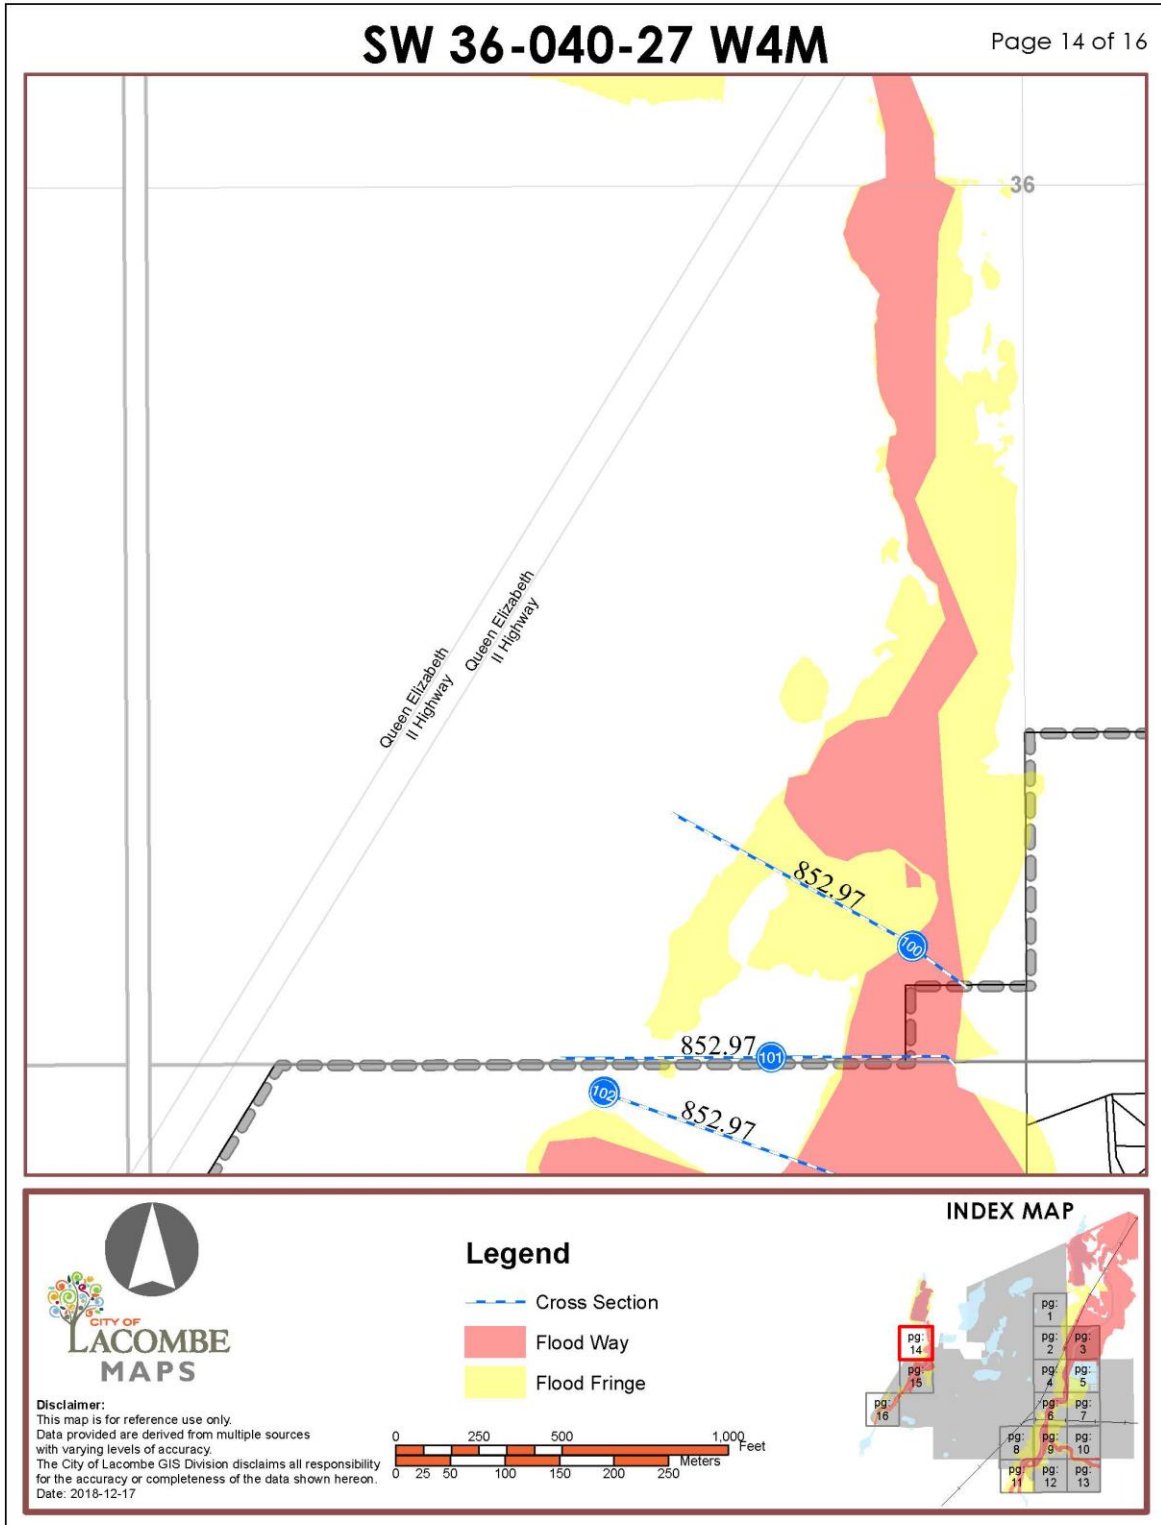 SW 36-040-27 W4M
Page 14 of 16
36
Queen Elizabeth
II Highway
Queen Elizabeth
II Highway
852.97
100
852.97
101
102
852.97
INDEX MAP
CITY OF
LACOMBE
MAPS
Legend
Cross Section
Flood Way
Flood Fringe
pg:
1
pg:
14
pg:
2
pg:
3
pg:
15
pg:
4
pg:
5
pg:
16
pg:
6
pg:
7
pg:
8
pg:
9
pg:
10
pg:
11
pg:
12
pg:
13
Disclaimer:
This map is for reference use only.
Data provided are derived from multiple sources
with varying levels of accuracy.
The City of Lacombe GIS Division disclaims all responsibility
for the accuracy or completeness of the data shown hereon.
Date: 2018-12-17
0 250 500 1,000
Feet
Meters
0 25 50 100 150 200 250